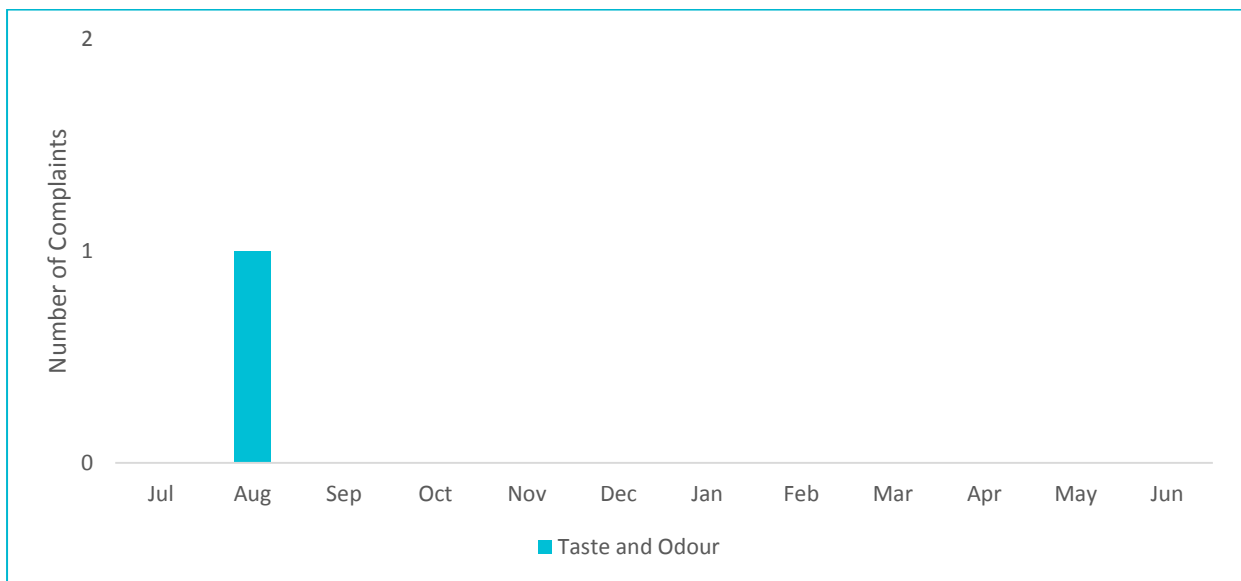 2
Number of Complaints
1
0
Jul Aug Sep Oct Nov Dec Jan Feb Mar Apr May Jun
Taste and Odour